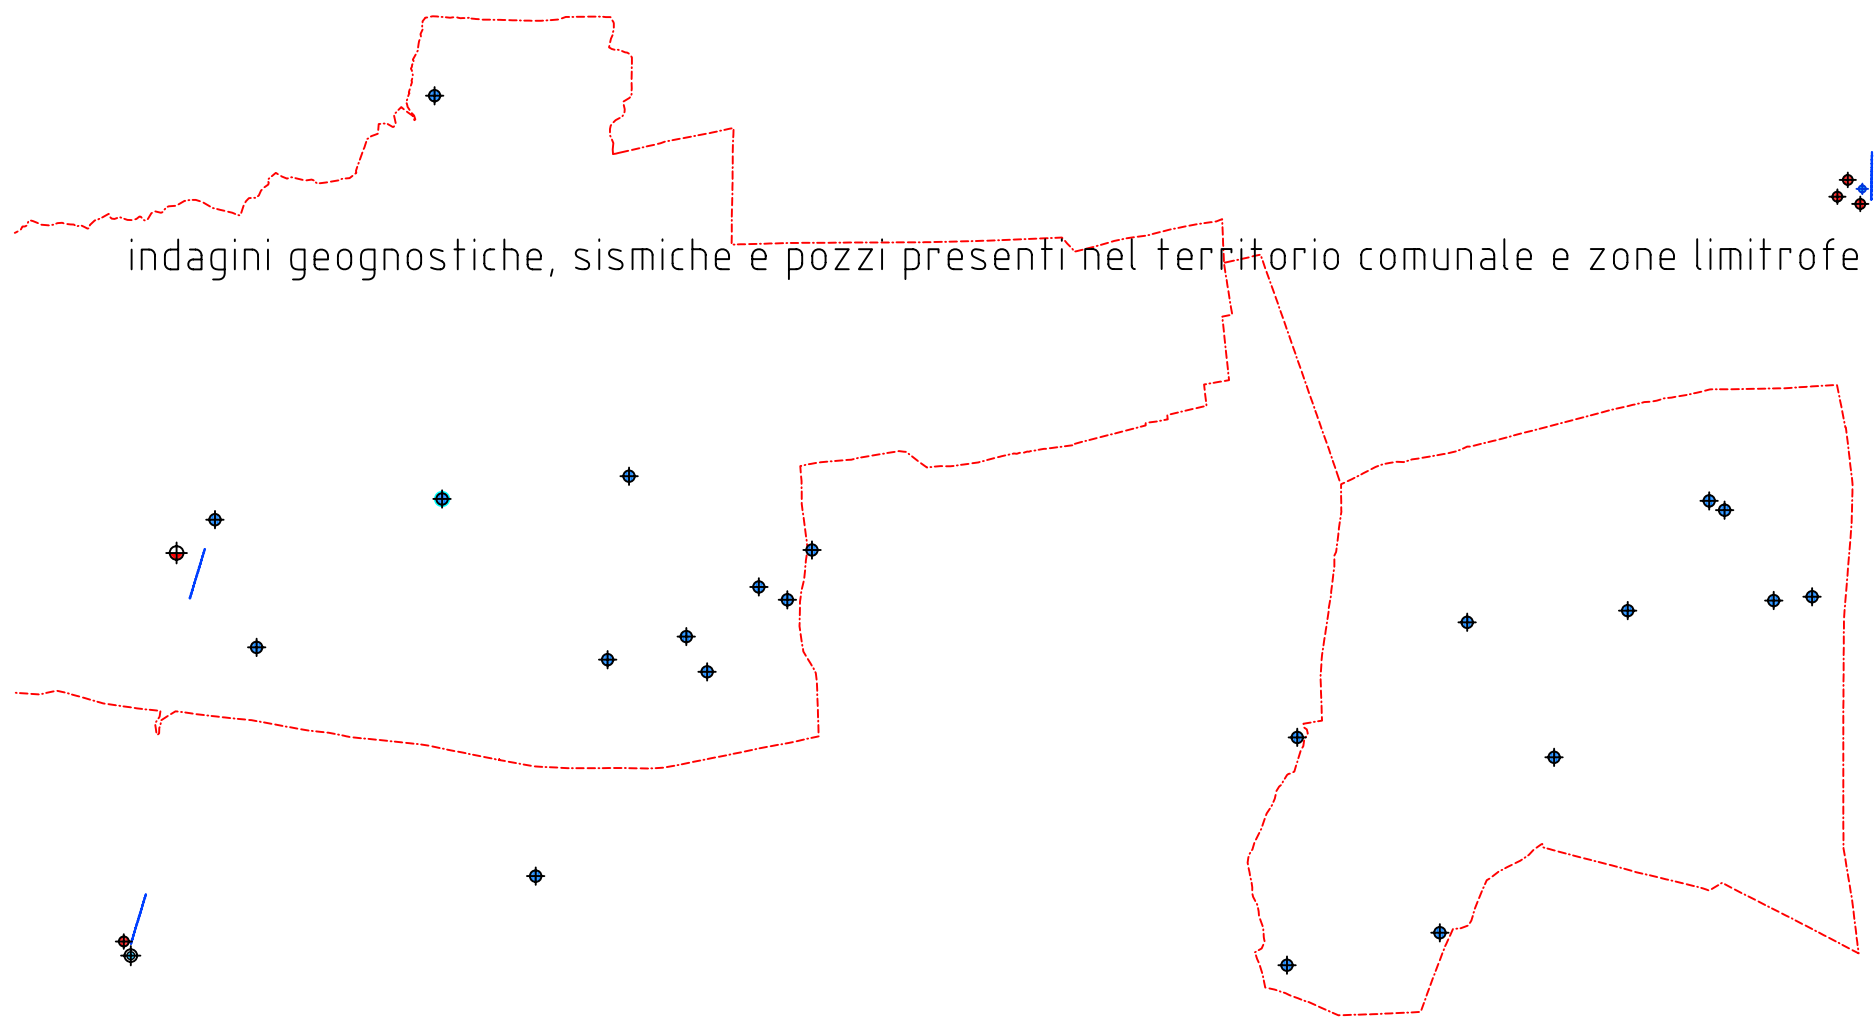 indagini geognostiche, sismiche e pozzi presenti nel territorio comunale e zone limitrofe